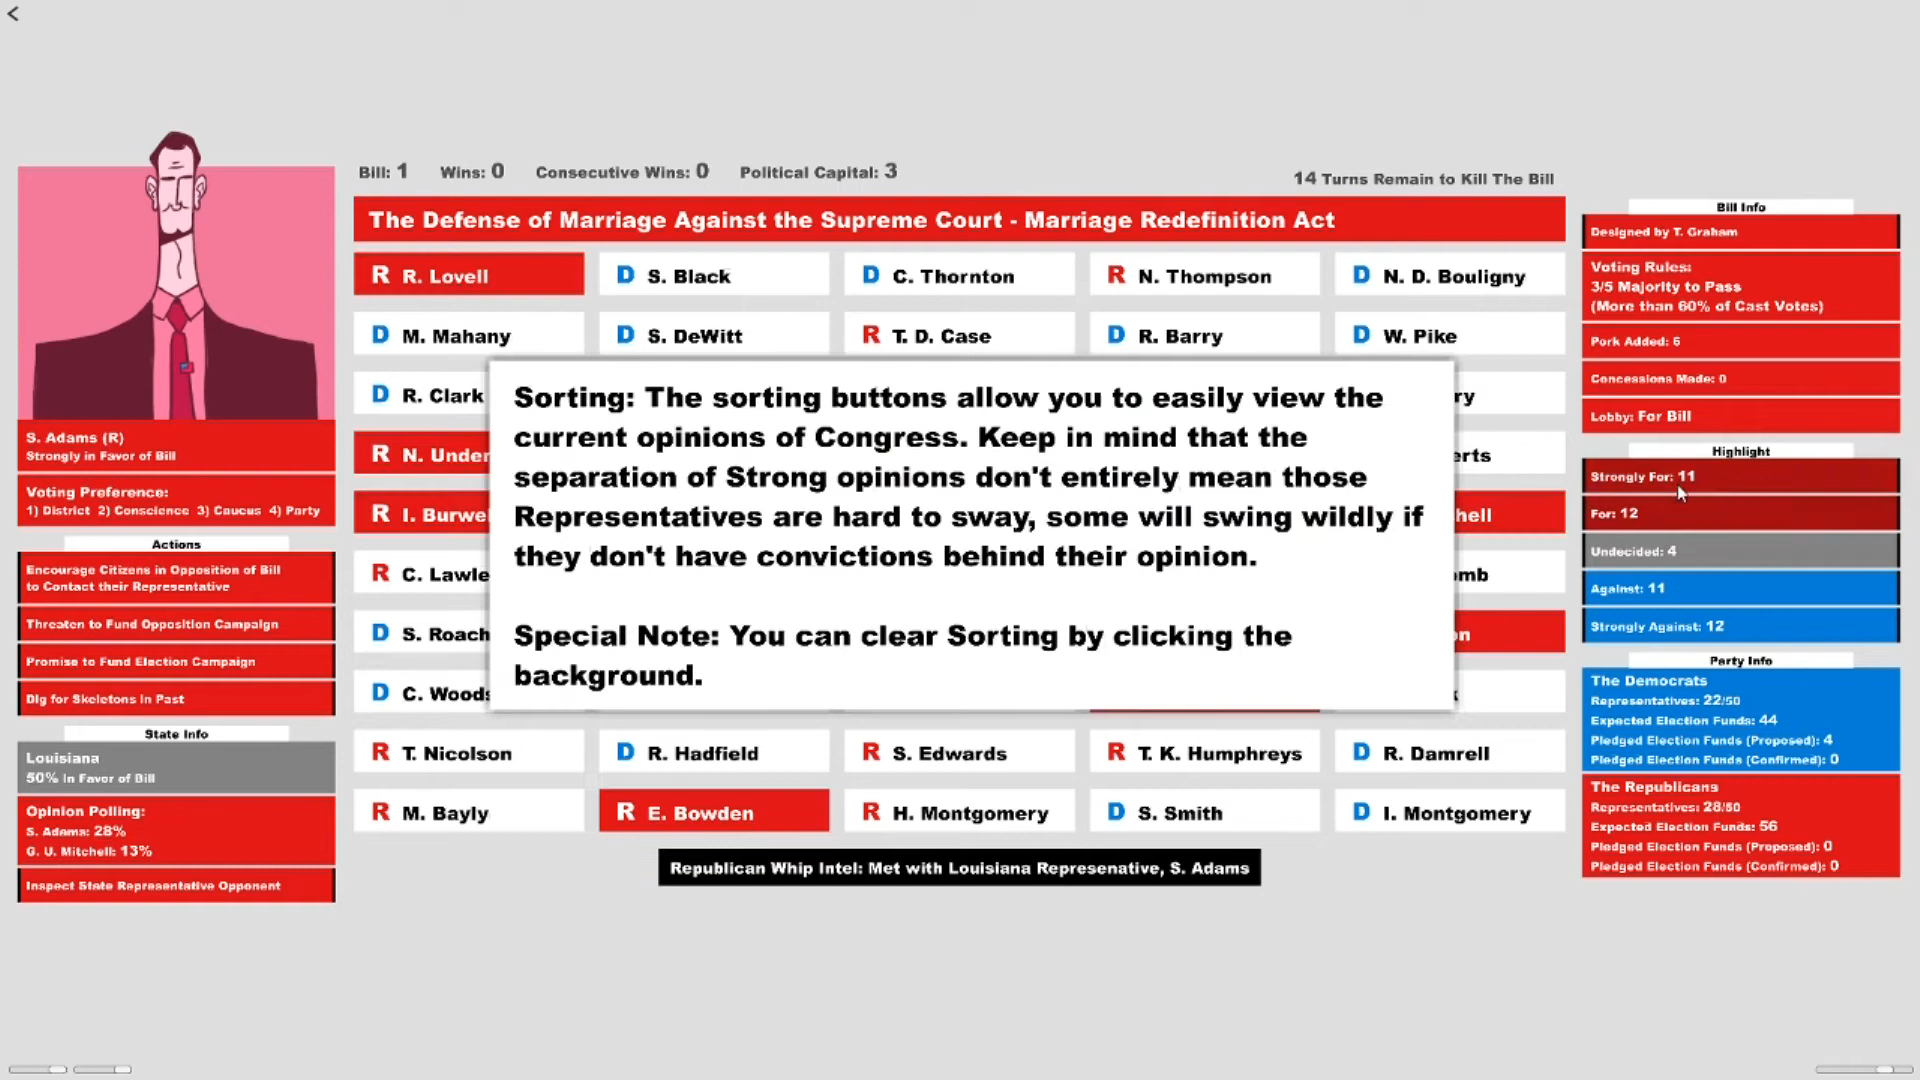 Bill: 1 Wins: 0 Consecutive Wins: 0 Political Capital: 3
14 Turns Remain to Kill The Bill
The Defense of Marriage Against the Supreme Court - Marriage Redefinition Act
R R. Lovell
D S. Black
D C. Thornton
R N. Thompson
D N. D. Bouligny
D M. Mahany
D S. DeWitt
R T. D. Case
D R. Barry
D W. Pike
D R. Clark
R N. Under
R I. Burwe
R C. Lawle
D S. Roach
D C. Woods
R T. Nicolson
D R. Hadfield
R S. Edwards
R T. K. Humphreys
D R. Damrell
R M. Bayly
R E. Bowden
R H. Montgomery
D S. Smith
D I. Montgomery
Sorting: The sorting buttons allow you to easily view the
current opinions of Congress. Keep in mind that the
separation of Strong opinions don't entirely mean those
Representatives are hard to sway, some will swing wildly if
they don't have convictions behind their opinion.
Special Note: You can clear Sorting by clicking the
background.
Republican Whip Intel: Met with Louisiana Represenative, S. Adams
S. Adams (R)
Strongly in Favor of Bill
Voting Preference:
1) District 2) Conscience 3) Caucus 4) Party
Actions
Encourage Citizens in Opposition of Bill
to Contact their Representative
Threaten to Fund Opposition Campaign
Promise to Fund Election Campaign
Dig for Skeletons In Past
State Info
Louisiana
50% In Favor of Bill
Opinion Polling:
S. Adams: 28%
G. U. Mitchell: 13%
Inspect State Representative Opponent
Bill Info
Designed by T. Graham
Voting Rules:
3/5 Majority to Pass
(More than 60% of Cast Votes)
Pork Added: 6
Concessions Made: 0
Lobby: For Bill
Highlight
Strongly For: 11
For: 12
Undecided: 4
Against: 11
Strongly Against: 12
Party Info
The Democrats
Representatives: 22/50
Expected Election Funds: 44
Pledged Election Funds (Proposed): 4
Pledged Election Funds (Confirmed): 0
The Republicans
Representatives: 28/50
Expected Election Funds: 56
Pledged Election Funds (Proposed): 0
Pledged Election Funds (Confirmed): 0